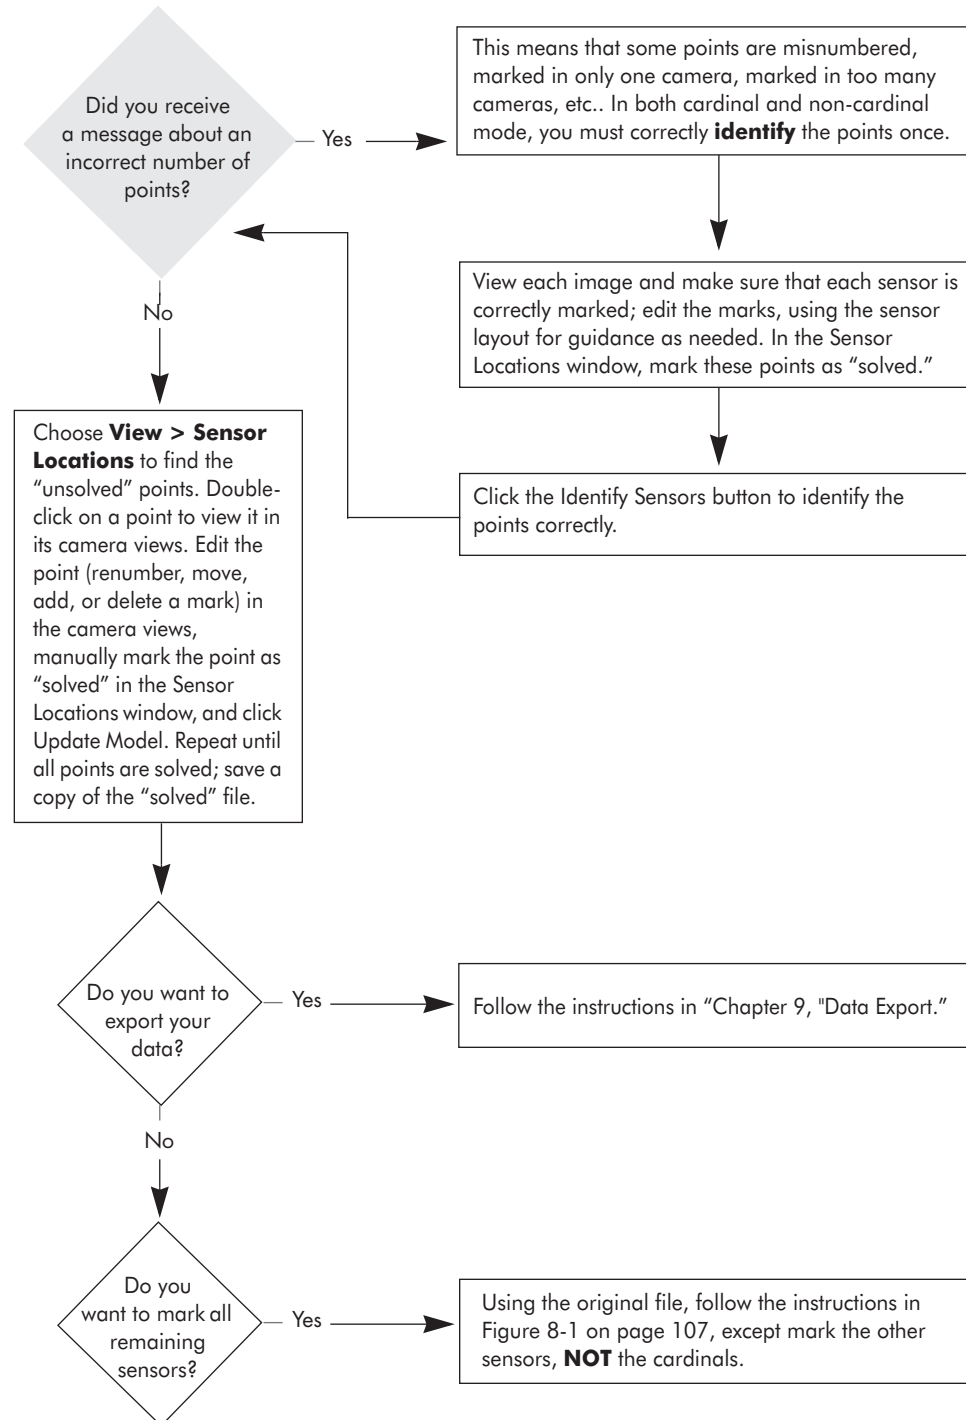 Did you receive
a message about an
incorrect number of
points?
Yes
This means that some points are misnumbered,
marked in only one camera, marked in too many
cameras, etc.. In both cardinal and non-cardinal
mode, you must correctly identify the points once.
View each image and make sure that each sensor is
correctly marked; edit the marks, using the sensor
layout for guidance as needed. In the Sensor
Locations window, mark these points as “solved.”
Click the Identify Sensors button to identify the
points correctly.
No
Choose View > Sensor
Locations to find the
“unsolved” points. Double-
click on a point to view it in
its camera views. Edit the
point (renumber, move,
add, or delete a mark) in
the camera views,
manually mark the point as
“solved” in the Sensor
Locations window, and click
Update Model. Repeat until
all points are solved; save a
copy of the “solved” file.
Do you want to
export your
data?
Yes
Follow the instructions in “Chapter 9, "Data Export.”
No
Do you
want to mark all
remaining
sensors?
Yes
Using the original file, follow the instructions in
Figure 8-1 on page 107, except mark the other
sensors, NOT the cardinals.